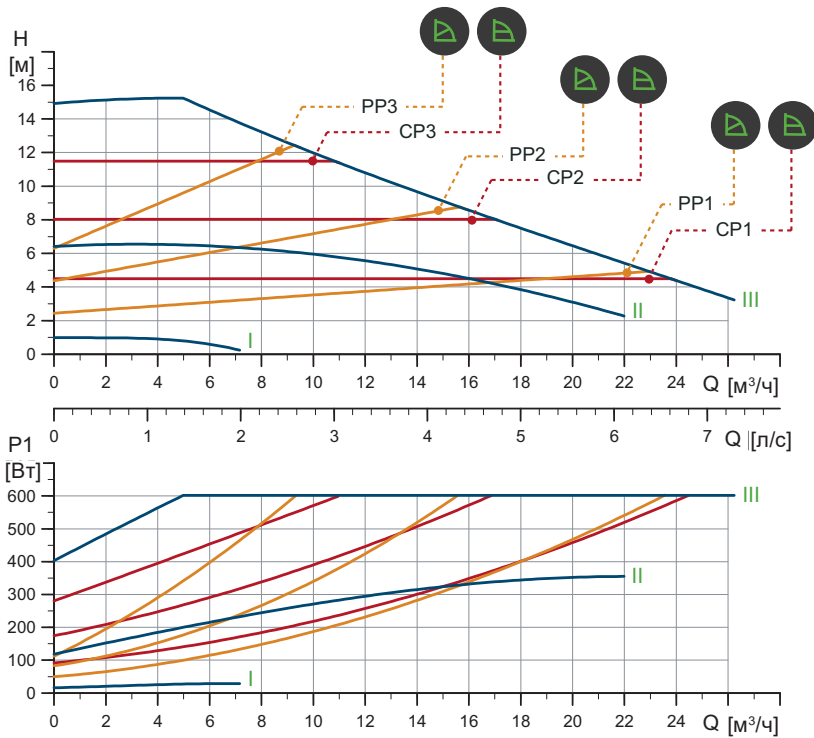 H
[м]
16
14
12
10
8
6
4
2
0
PP3
CP3
PP2
CP2
PP1
CP1
I
II
III
0 2 4 6 8 10 12 14 16 18 20 22 24 Q [м³/ч]
0 1 2 3 4 5 6 7 Q [л/с]
P1
[Вт]
600
500
400
300
200
100
0
III
II
I
0 2 4 6 8 10 12 14 16 18 20 22 24 Q [м³/ч]